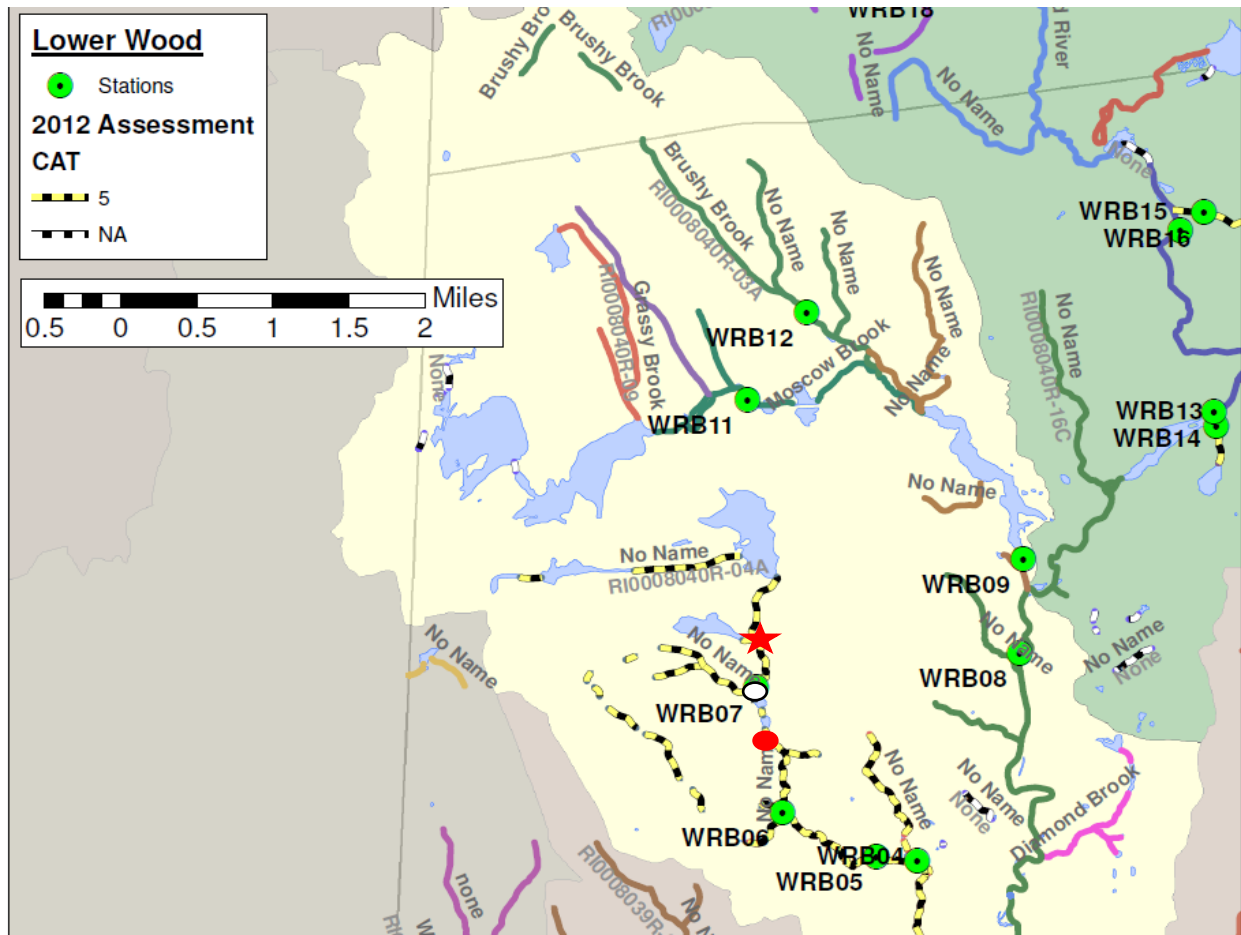 Lower Wood
Stations
2012 Assessment
CAT
5
NA
Miles
0.5 0 0.5 1 1.5 2
Brushy Brook
Brushy Brook
WRB18
No Name
No Name
None
WRB15
WRB16
Brushy Brook
RI0008040R-03A
No Name
No Name
No Name
No Name
RI0008040R-16C
Grassy Brook
RI0008040R-09
None
WRB12
Moscow Brook
No Name
WRB11
WRB13
WRB14
No Name
No Name
RI0008040R-04A
WRB09
No Name
No Name
No Name
No Name
None
WRB08
WRB07
No Name
No Name
No Name
None
Diamond Brook
WRB06
WRB04
WRB05
none
RI0008039R-